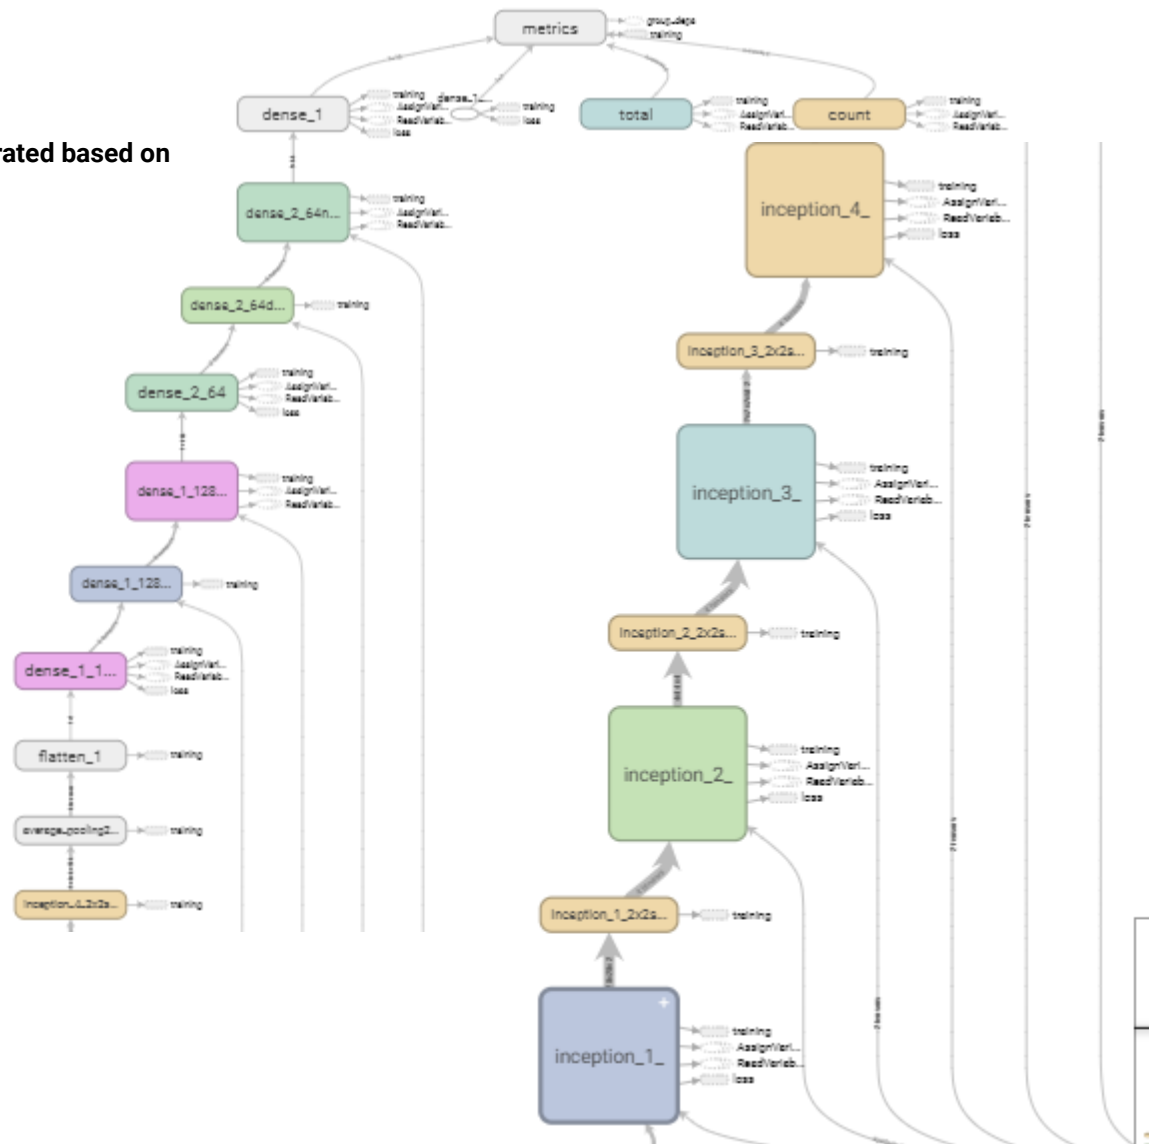 metrics
group_deps
training
dense_1
training
AssignVari...
ReadVariab...
loss
dense_1_...
training
loss
total
training
AssignVari...
ReadVariab...
count
training
AssignVari...
ReadVariab...
rated based on
dense_2_64n...
training
AssignVari...
ReadVariab...
dense_2_64d...
training
dense_2_64
training
AssignVari...
ReadVariab...
loss
dense_1_128...
training
AssignVari...
ReadVariab...
dense_1_128...
training
dense_1_1...
training
AssignVari...
ReadVariab...
loss
flatten_1
training
average_pooling2...
training
inception_4_2x2s...
training
inception_4_
training
AssignVari...
ReadVariab...
loss
inception_3_2x2s...
training
inception_3_
training
AssignVari...
ReadVariab...
loss
inception_2_2x2s...
training
inception_2_
training
AssignVari...
ReadVariab...
loss
inception_1_2x2s...
training
inception_1_
training
AssignVari...
ReadVariab...
loss